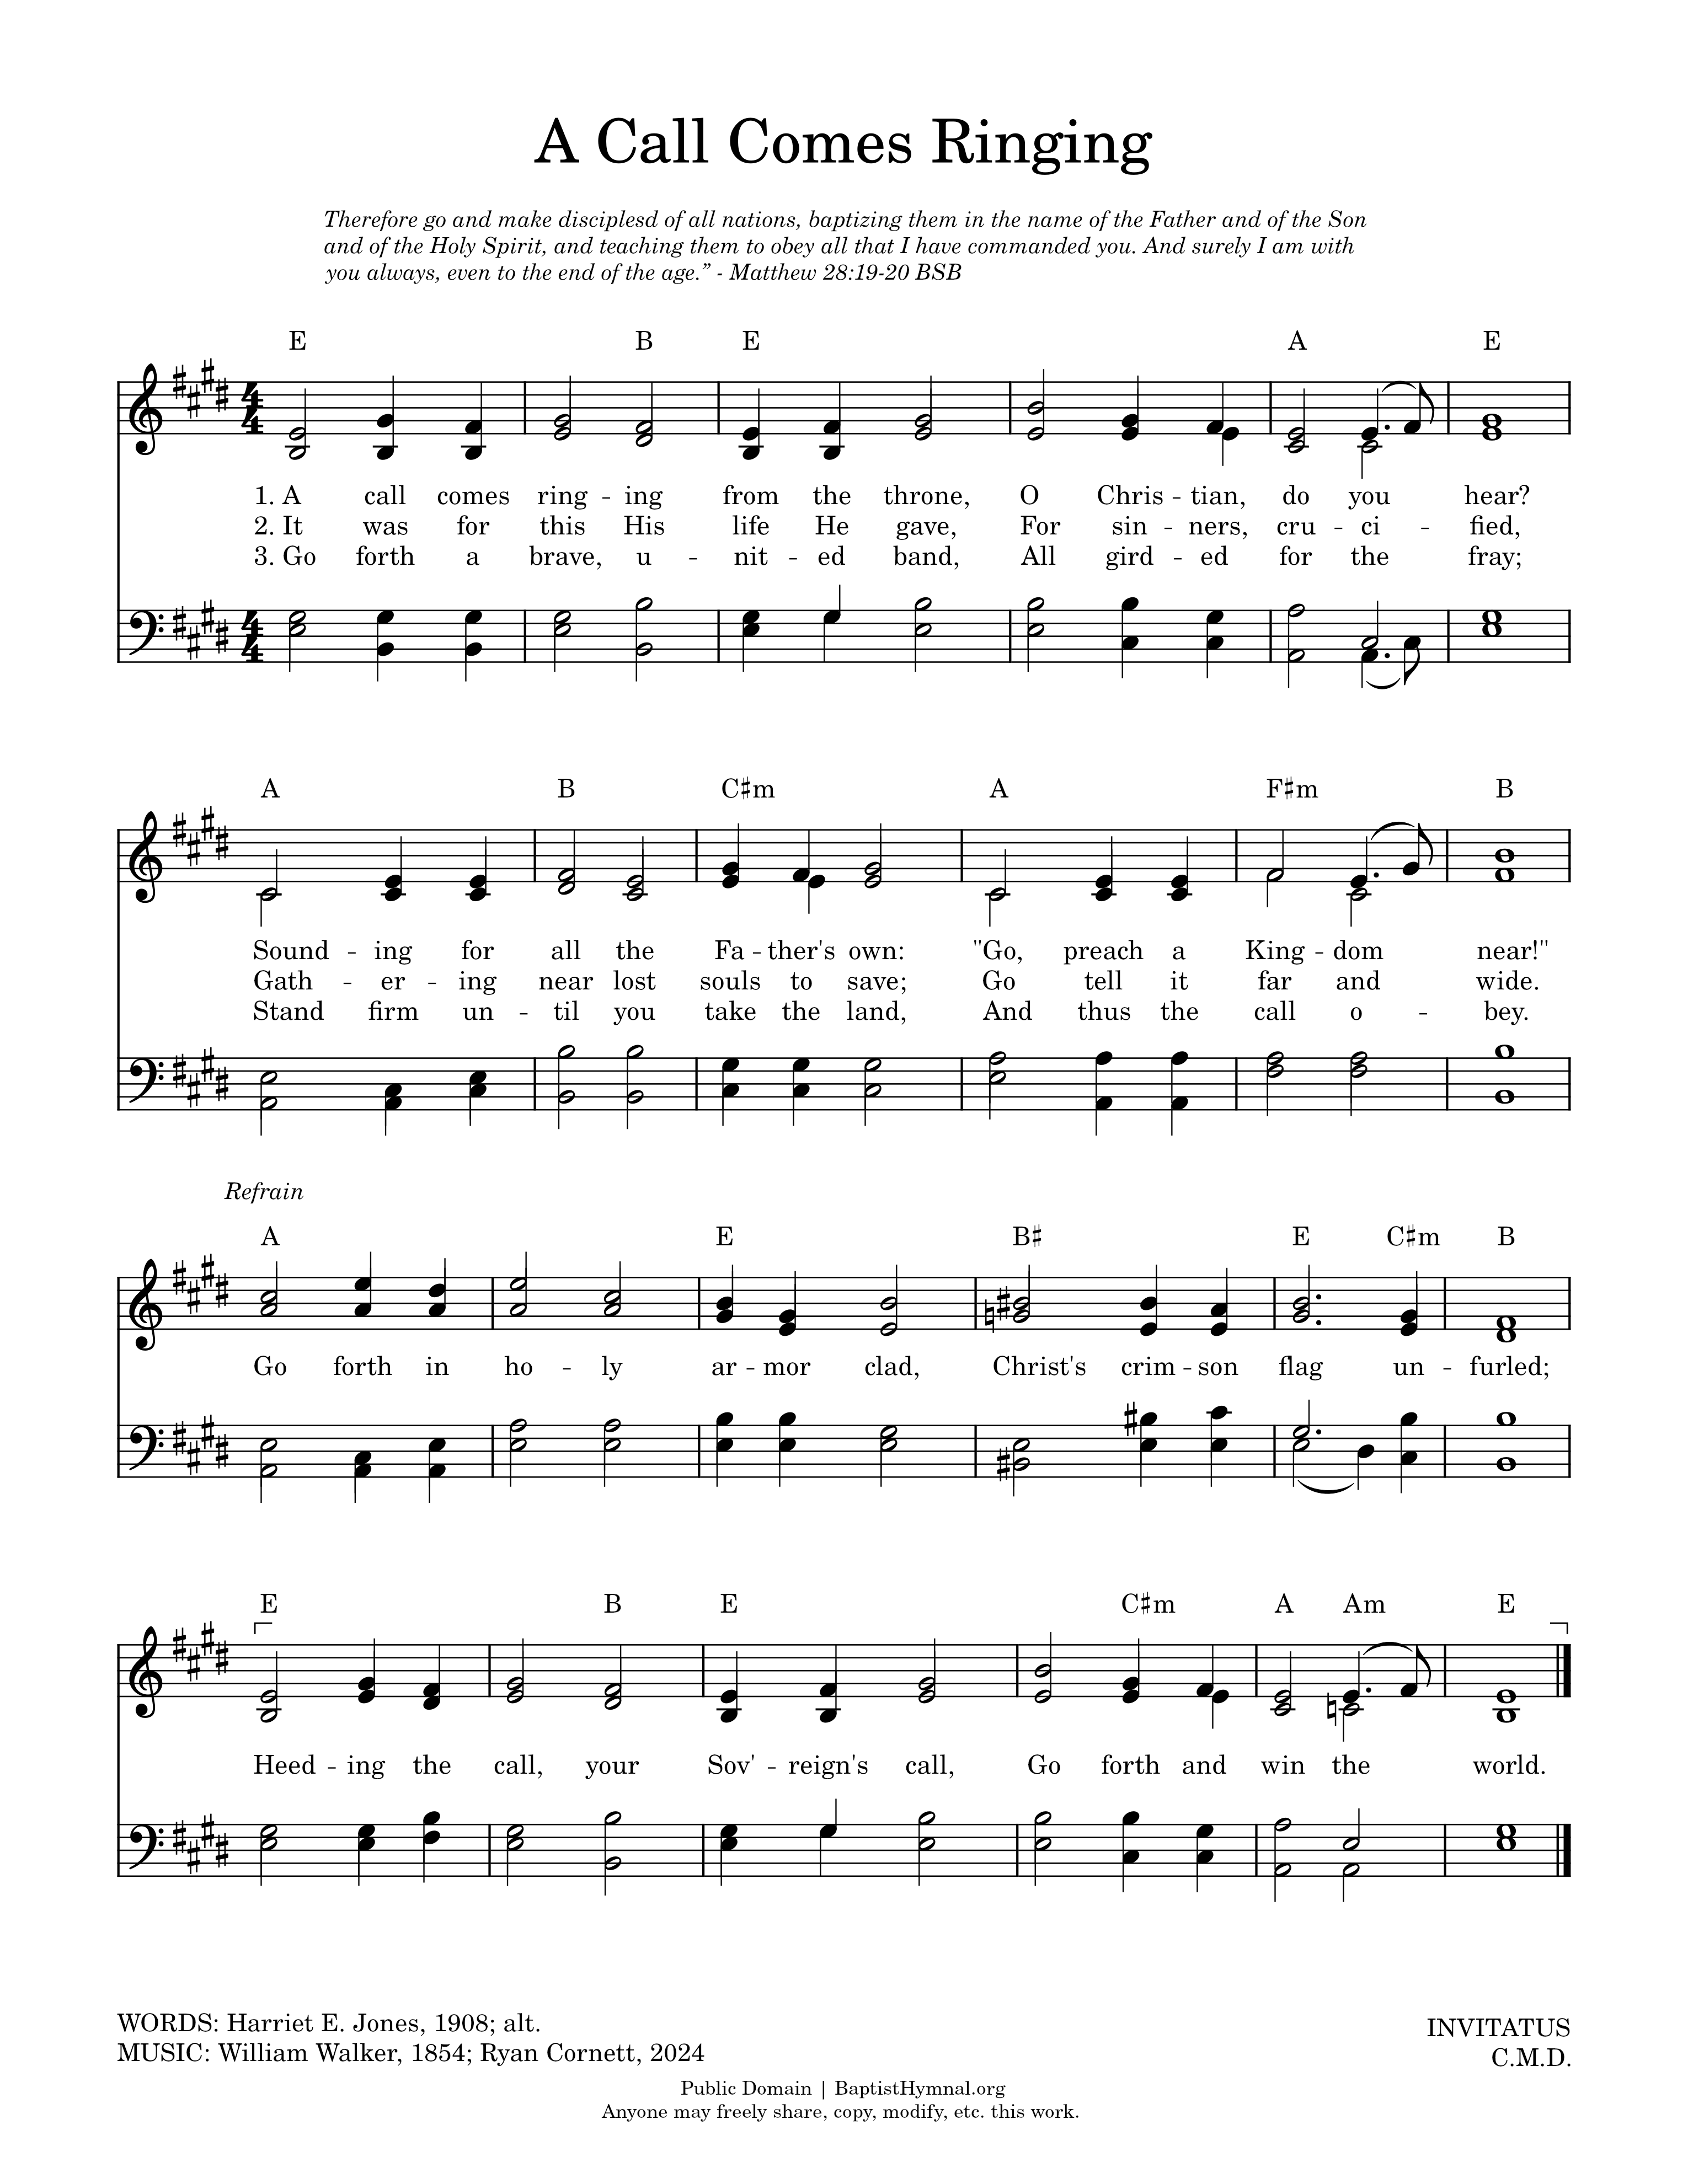 A Call Comes Ringing
Therefore go and make disciplesd of all nations, baptizing them in the name of the Father and of the Son
and of the Holy Spirit, and teaching them to obey all that I have commanded you. And surely I am with
you always, even to the end of the age.” - Matthew 28:19-20 BSB
E B E A E
4 4
1. A call comes ring - ing from the throne, O Chris - tian, do you hear?
2. It was for this His life He gave, For sin - ners, cru - ci - fied,
3. Go forth a brave, u - nit - ed band, All gird - ed for the fray;
4 4
A B C♯m A F♯m B
Sound - ing for all the Fa - ther's own: "Go, preach a King - dom near!"
Gath - er - ing near lost souls to save; Go tell it far and wide.
Stand firm un - til you take the land, And thus the call o - bey.
Refrain
A E B♯ E C♯m B
Go forth in ho - ly ar - mor clad, Christ's crim - son flag un - furled;
E B E C♯m A Am E
Heed - ing the call, your Sov' - reign's call, Go forth and win the world.
WORDS: Harriet E. Jones, 1908; alt.
MUSIC: William Walker, 1854; Ryan Cornett, 2024
INVITATUS
C.M.D.
Public Domain | BaptistHymnal.org
Anyone may freely share, copy, modify, etc. this work.